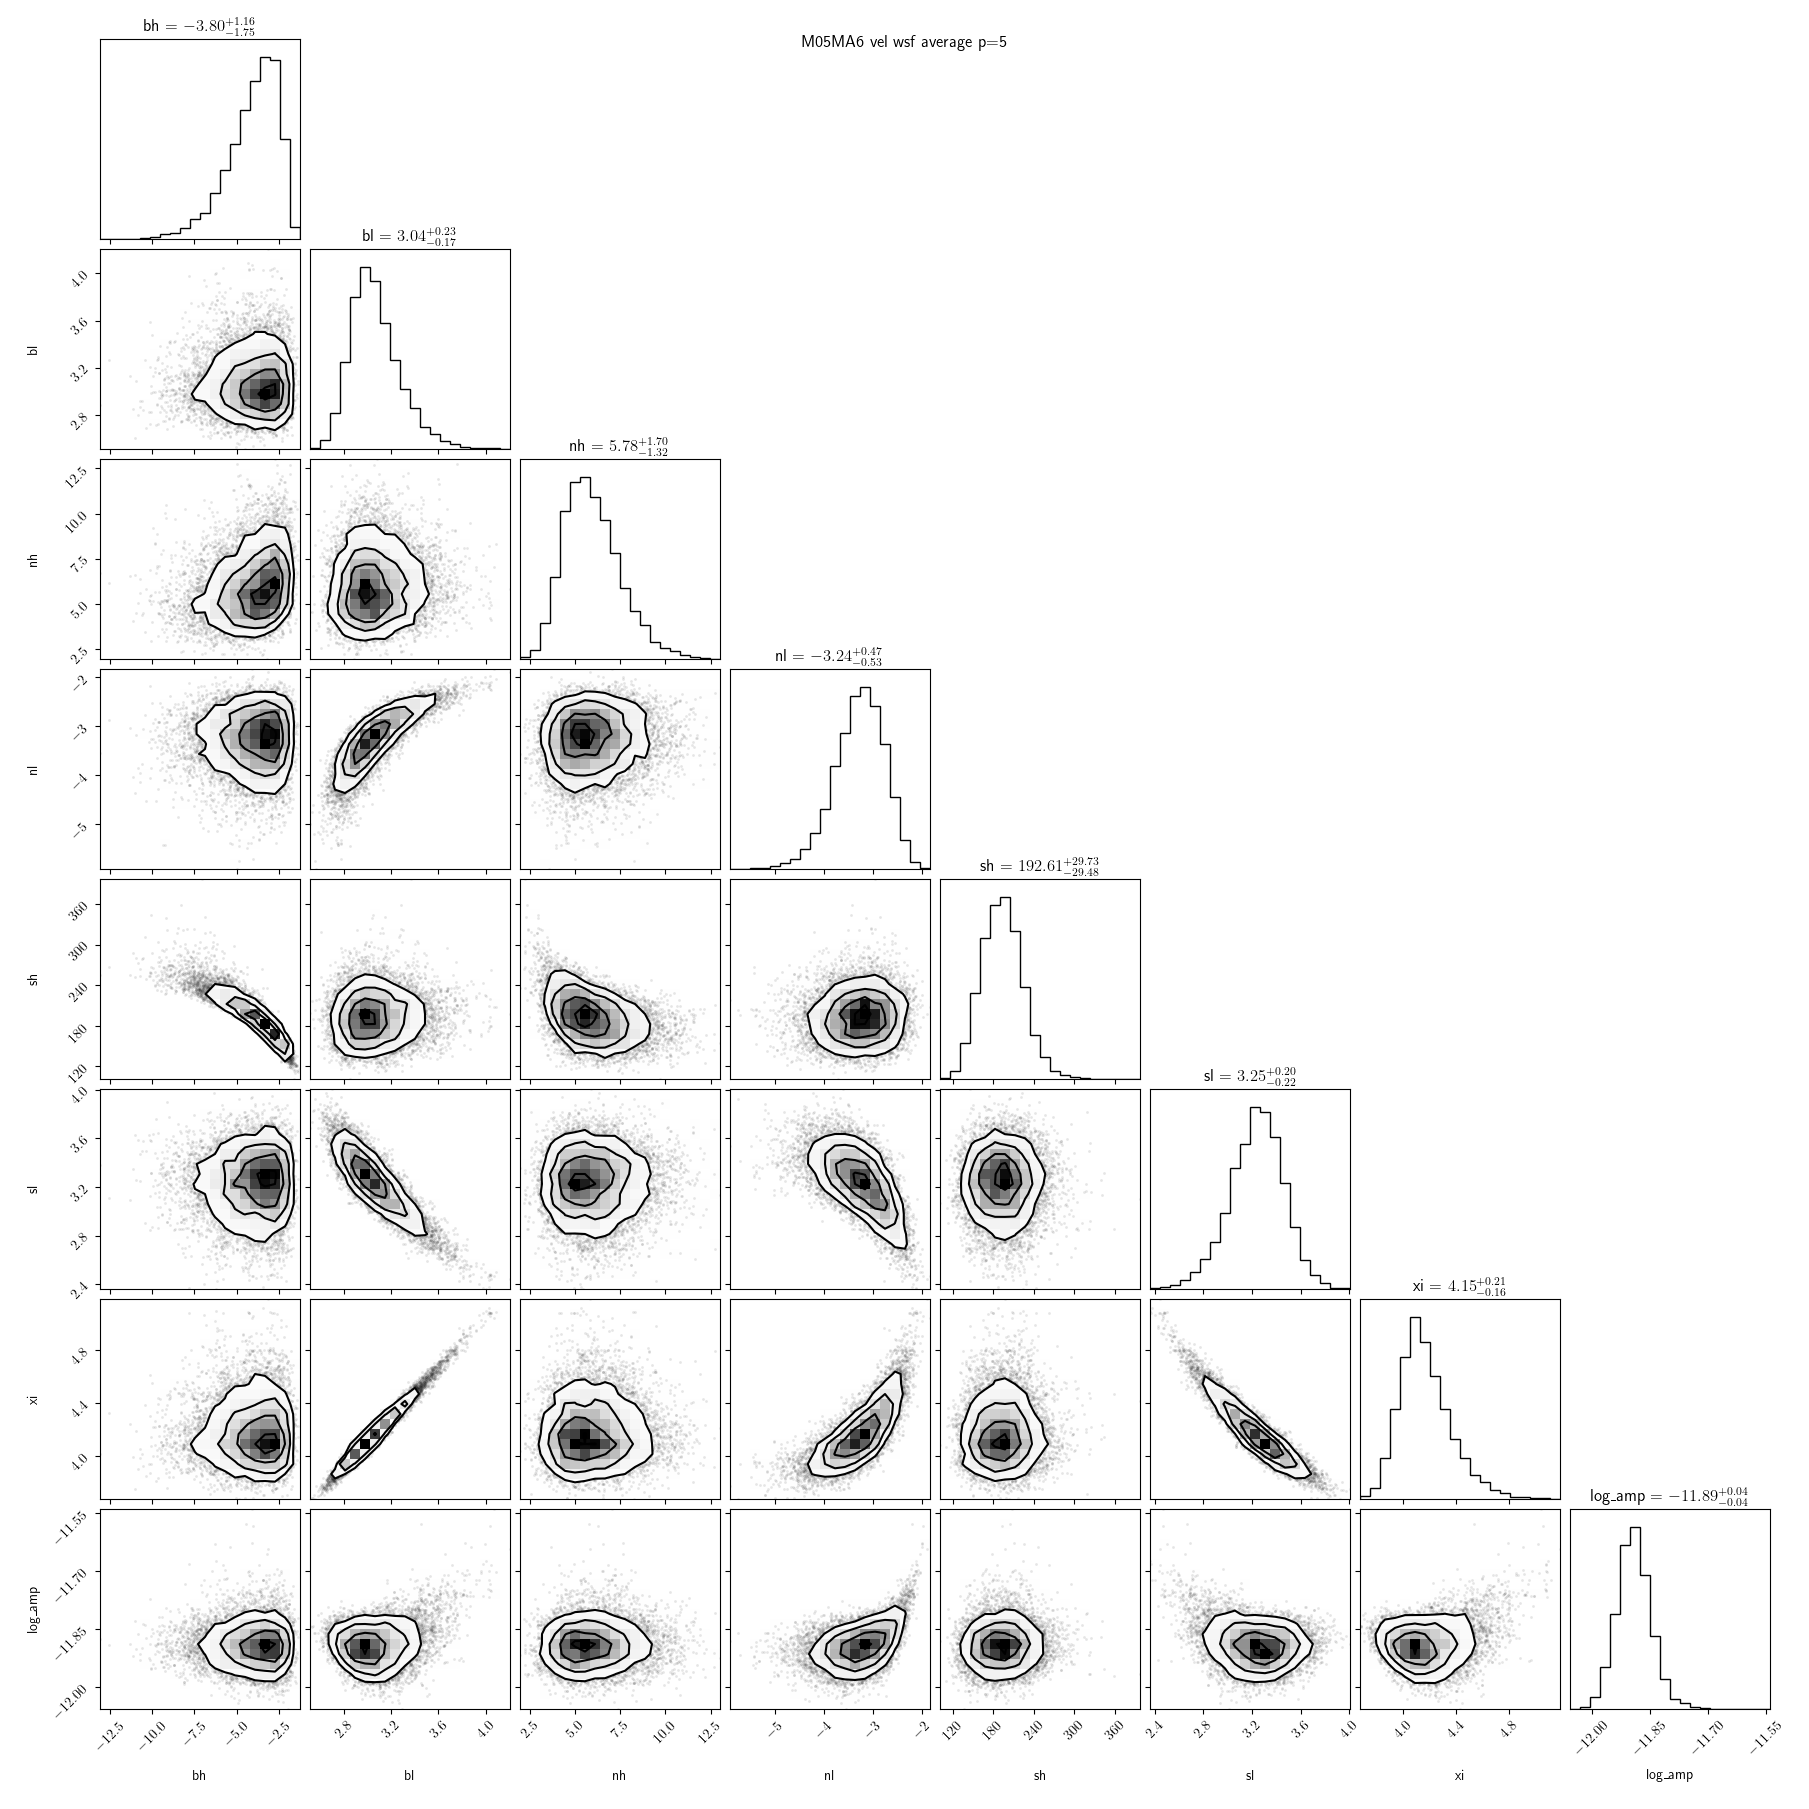 M05MA6 vel wsf average p=5
bh = −3.80+1.16−1.75
bl = 3.04+0.23−0.17
bl
4.0
3.6
3.2
2.8
nh = 5.78+1.70−1.32
nh
12.5
10.0
7.5
5.0
2.5
nl = −3.24+0.47−0.53
nl
−2
−3
−4
−5
sh = 192.61+29.73−29.48
sh
360
300
240
180
120
sl = 3.25+0.20−0.22
sl
4.0
3.6
3.2
2.8
2.4
xi = 4.15+0.21−0.16
xi
4.8
4.4
4.0
log_amp = −11.89+0.04−0.04
log_amp
−11.55
−11.70
−11.85
−12.00
−12.5 −10.0 −7.5 −5.0 −2.5 2.8 3.2 3.6 4.0 2.5 5.0 7.5 10.0 12.5 −5 −4 −3 −2 120 180 240 300 360 2.4 2.8 3.2 3.6 4.0 4.0 4.4 4.8 −12.00 −11.85 −11.70 −11.55
bh bl nh nl sh sl xi log_amp